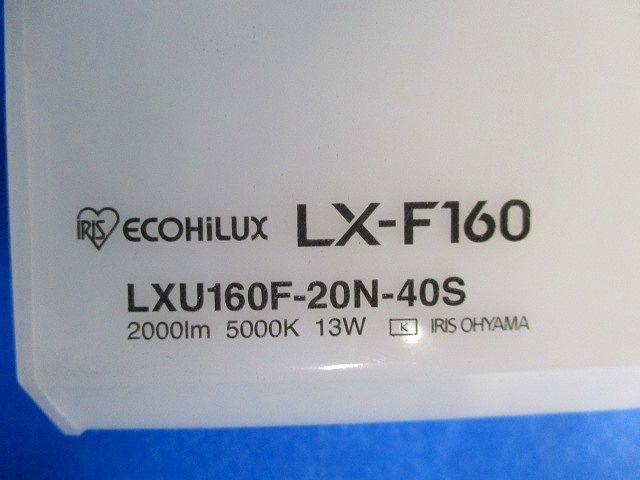 IRIS ECOHiLUX LX-F160
LXU160F-20N-40S
2000lm 5000K 13W K IRIS OHYAMA